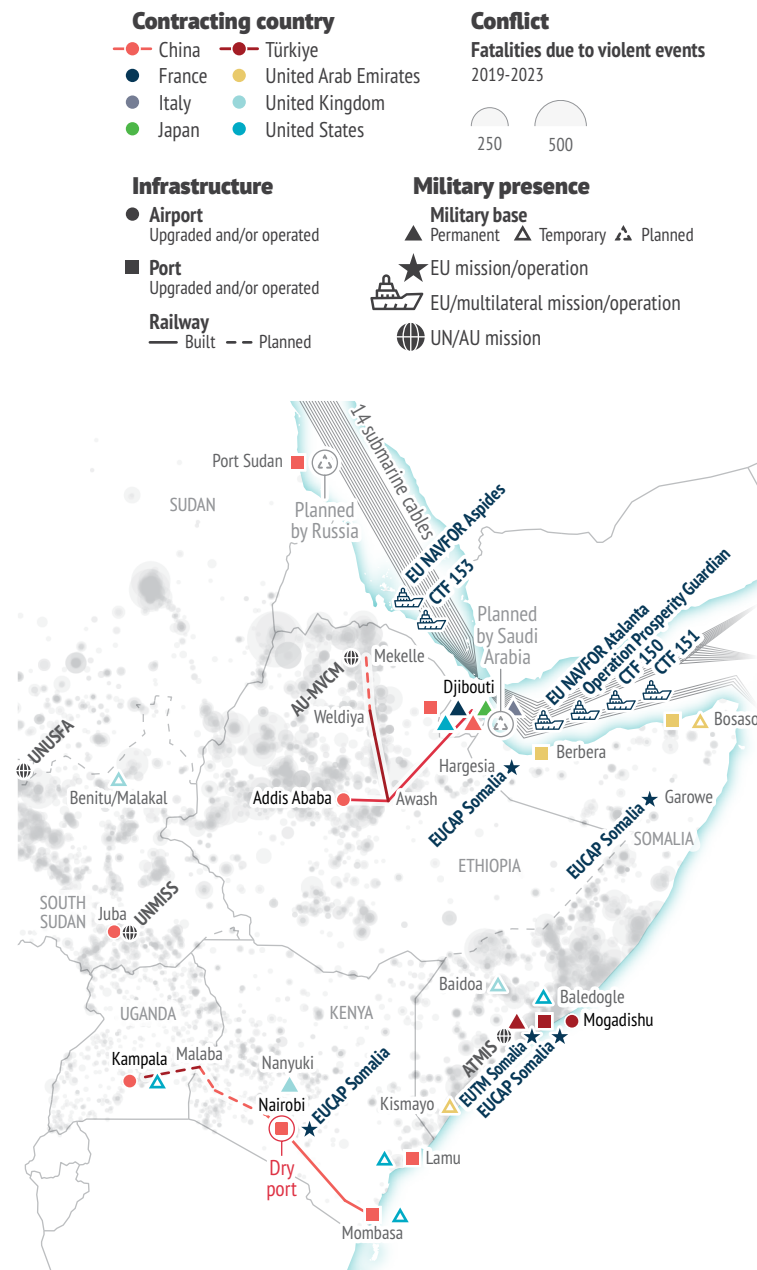 Contracting country
China
Türkiye
France
United Arab Emirates
Italy
United Kingdom
Japan
United States
Conflict
Fatalities due to violent events
2019-2023
250
500
Infrastructure
Airport
Upgraded and/or operated
Port
Upgraded and/or operated
Railway
Built
Planned
Military presence
Military base
Permanent
Temporary
Planned
EU mission/operation
EU/multilateral mission/operation
UN/AU mission
14 submarine cables
Port Sudan
SUDAN
Planned
by Russia
EU NAVFOR Aspides
CTF 153
Planned
by Saudi
Arabia
EU NAVFOR Atalanta
Operation Prosperity Guardian
CTF 150
CTF 151
Mekelle
AU-MVCM
Weldiya
Djibouti
Bosaso
UNUSFA
Benitu/Malakal
Addis Ababa
Awash
Hargesia
Berbera
EUCAP Somalia
Garowe
EUCAP Somalia
SOMALIA
ETHIOPIA
SOUTH
SUDAN
Juba
UNMISS
Baidoa
Baledogle
UGANDA
KENYA
Mogadishu
Kampala
Malaba
Nanyuki
ATMIS
EUTM Somalia
EUCAP Somalia
Nairobi
EUCAP Somalia
Kismayo
Dry
port
Lamu
Mombasa